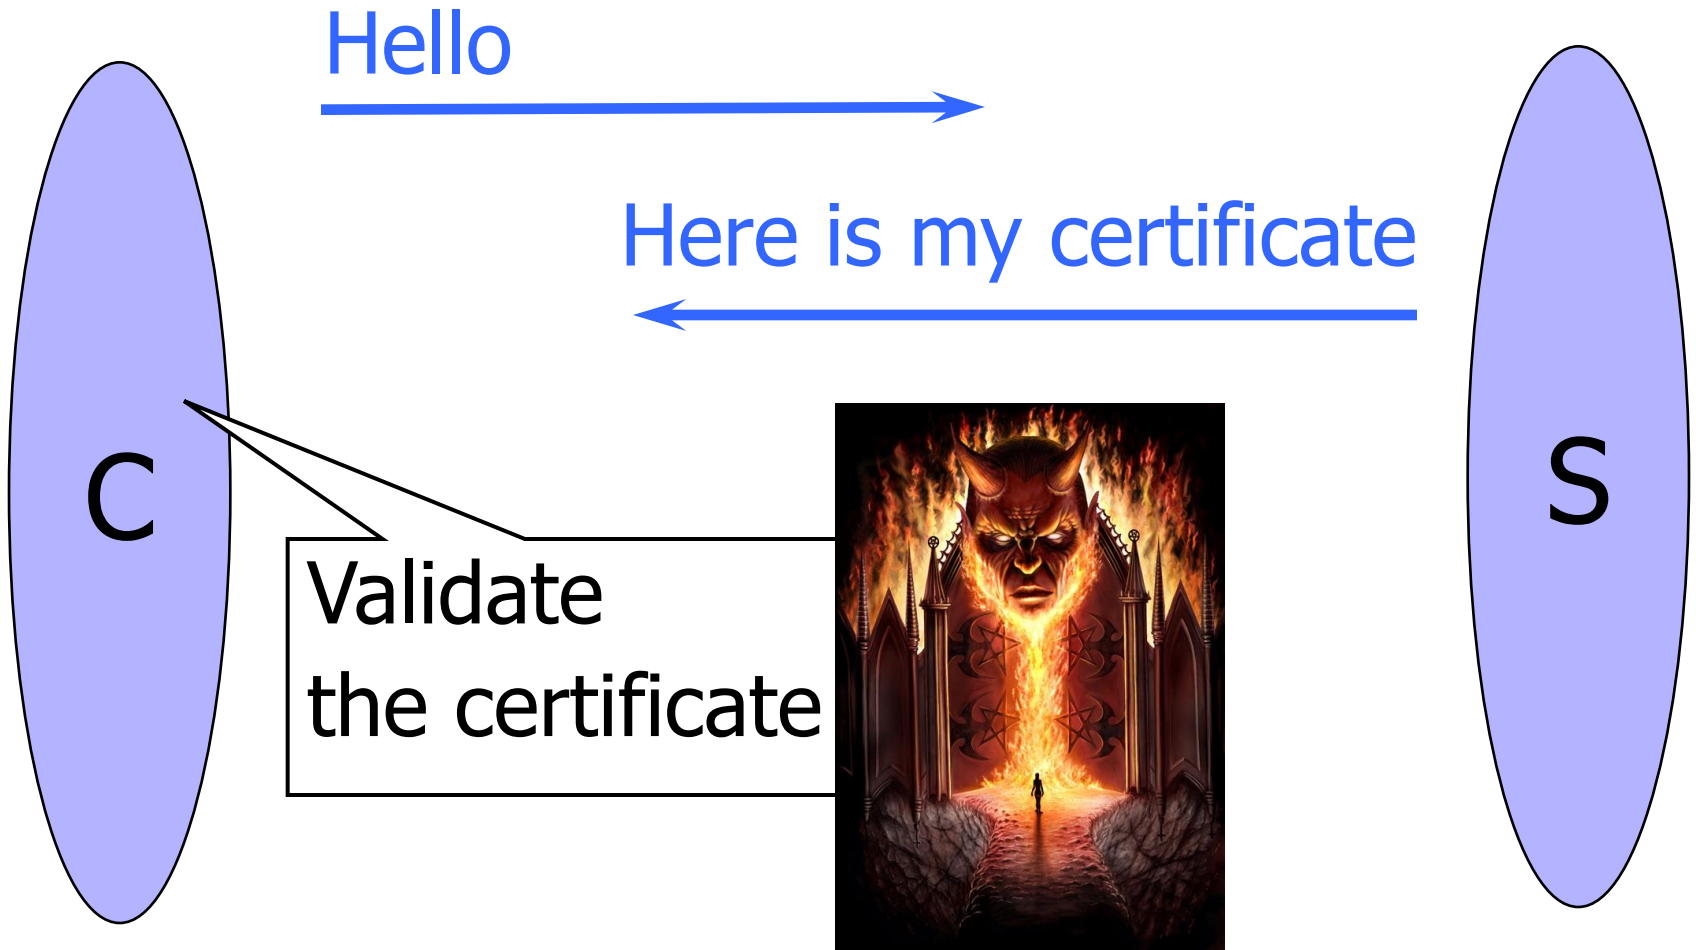 Hello
Here is my certificate
C
S
Validate
the certificate